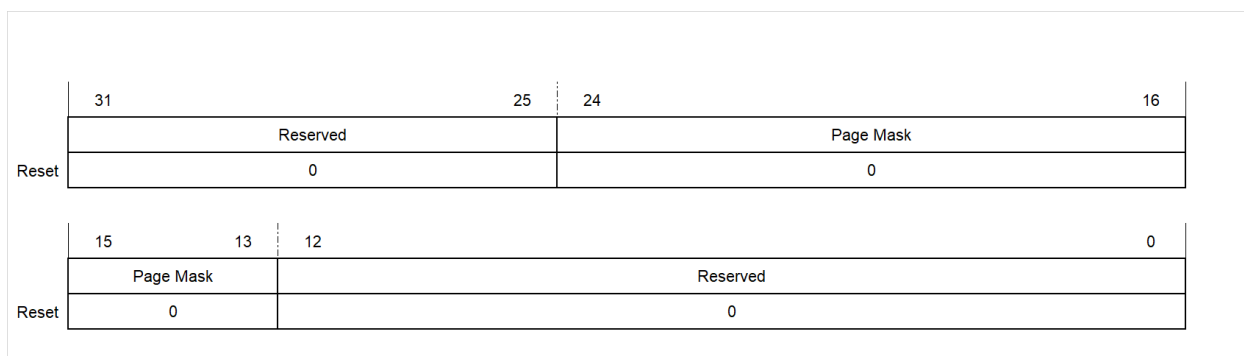 31 25 24 16
Reserved Page Mask
Reset 0 0
15 13 12 0
Page Mask Reserved
Reset 0 0